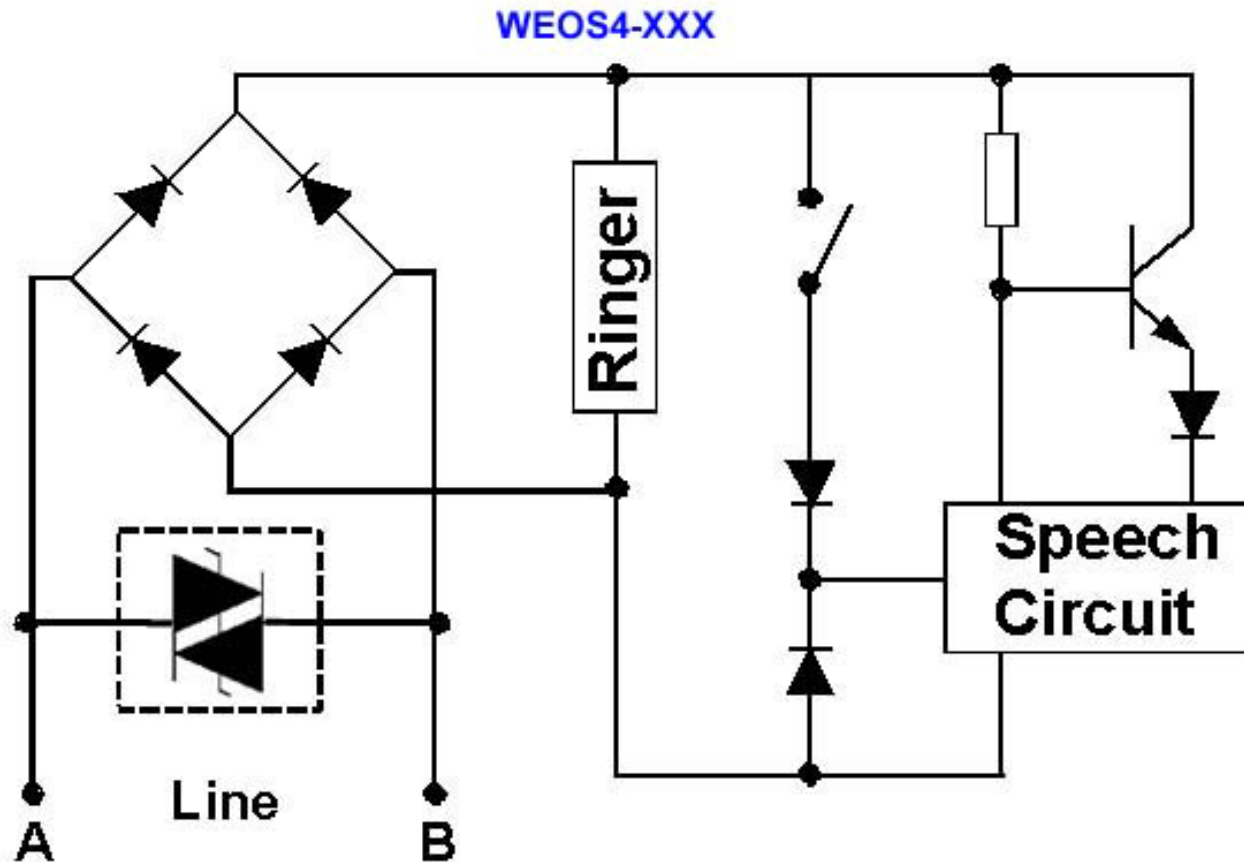 WEOS4-XXX
Ringer
Speech
Circuit
Line
A
B